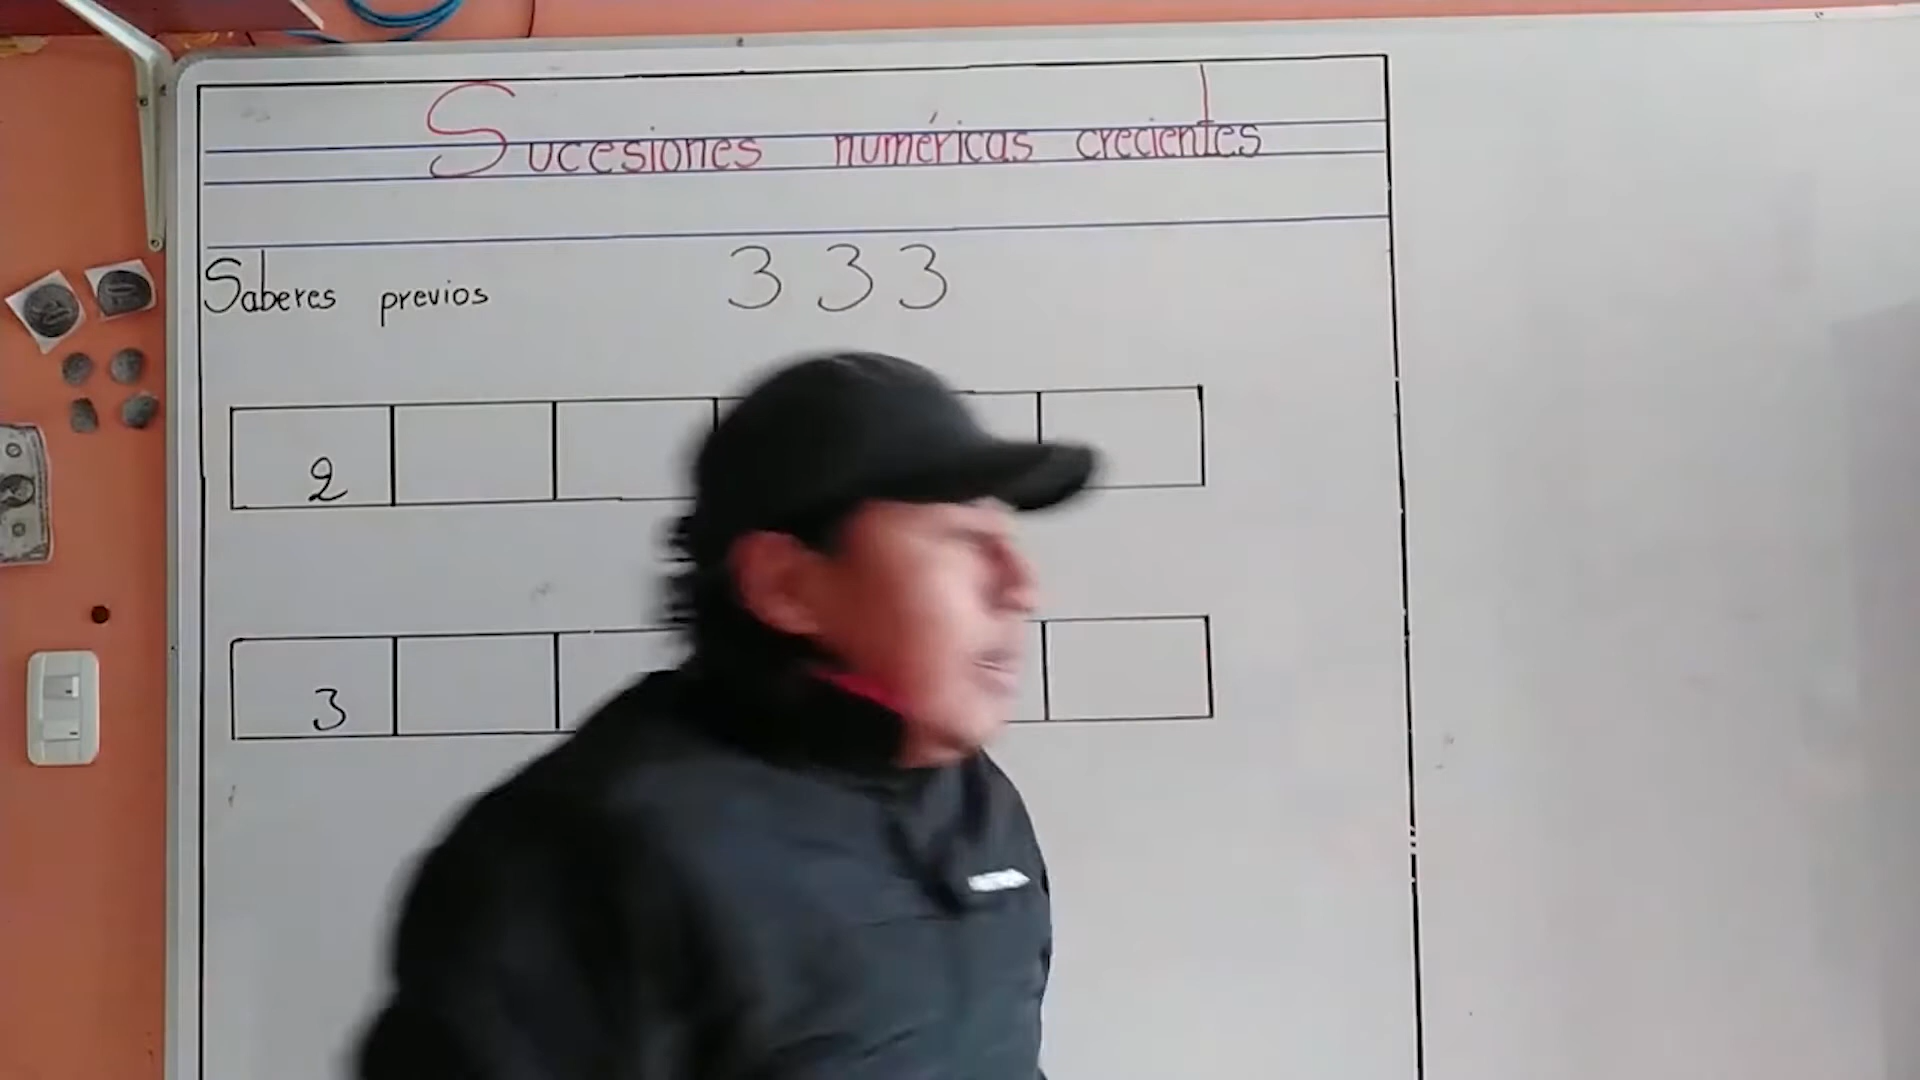 Sucesiones numéricas crecientes
Saberes previos 3 3 3
2
3